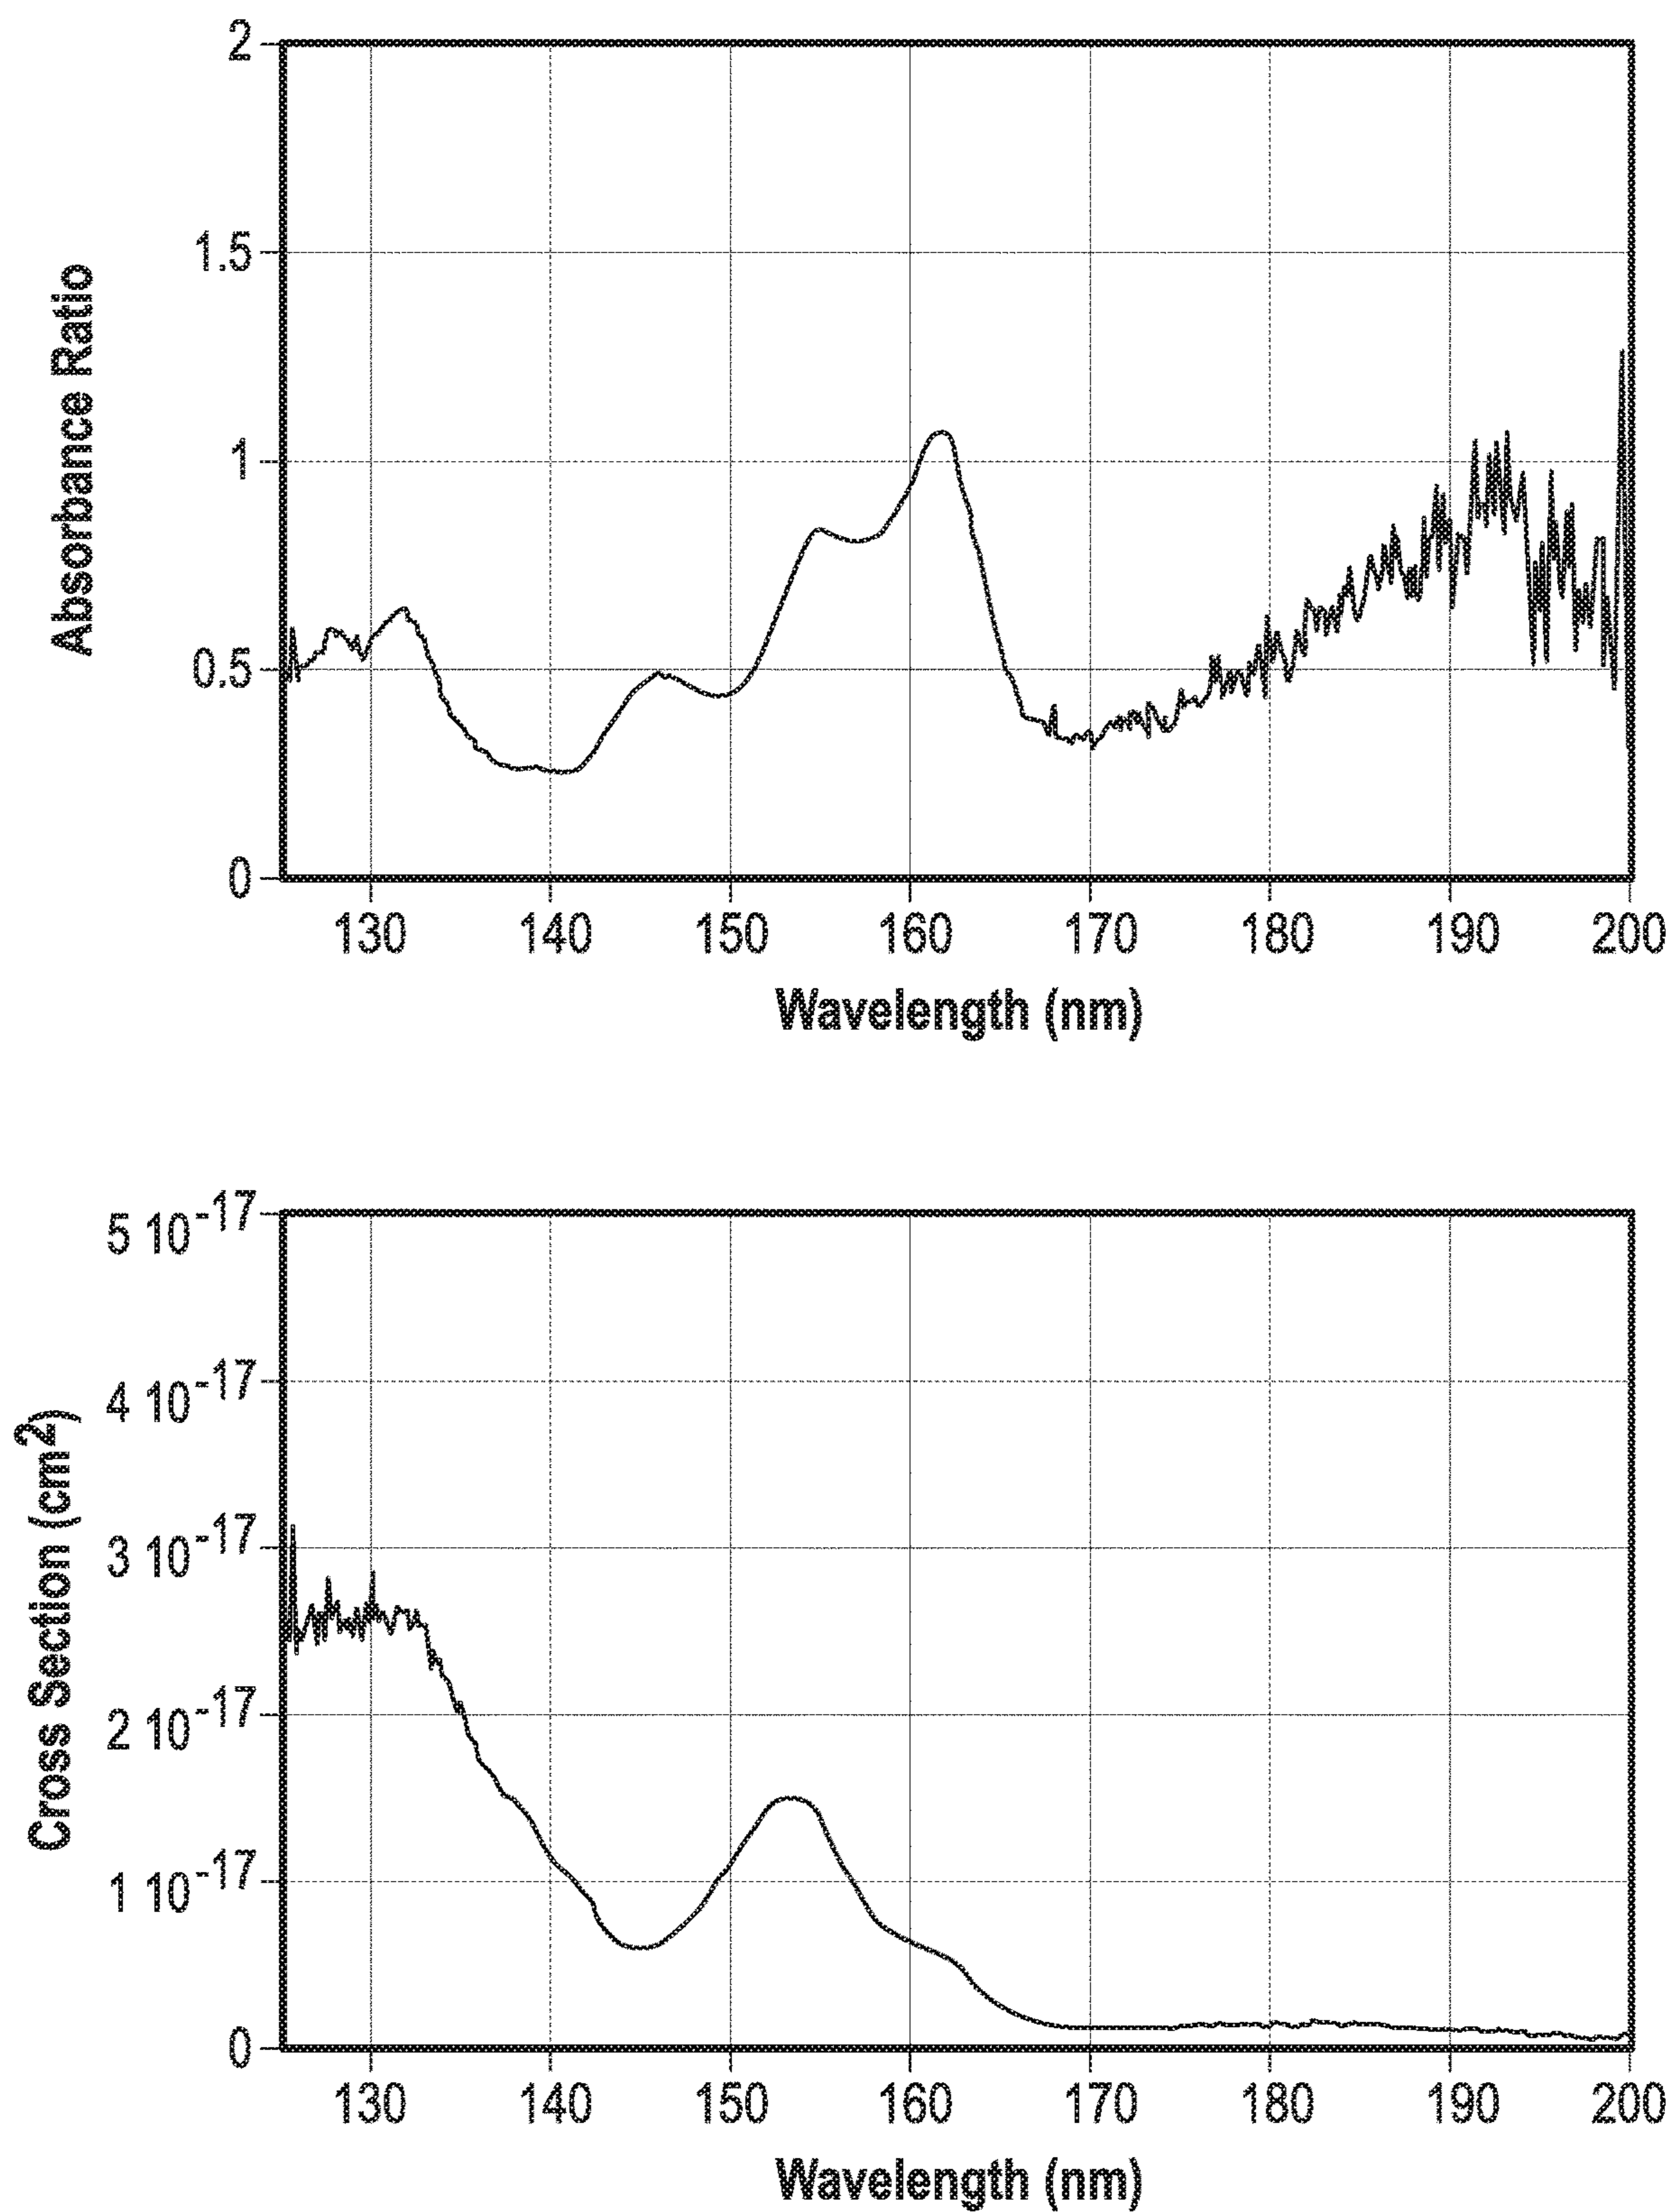 Absorbance Ratio
2
1.5
1
0.5
0
130 140 150 160 170 180 190 200
Wavelength (nm)
Cross Section (cm²)
5 10⁻¹⁷
4 10⁻¹⁷
3 10⁻¹⁷
2 10⁻¹⁷
1 10⁻¹⁷
0
130 140 150 160 170 180 190 200
Wavelength (nm)